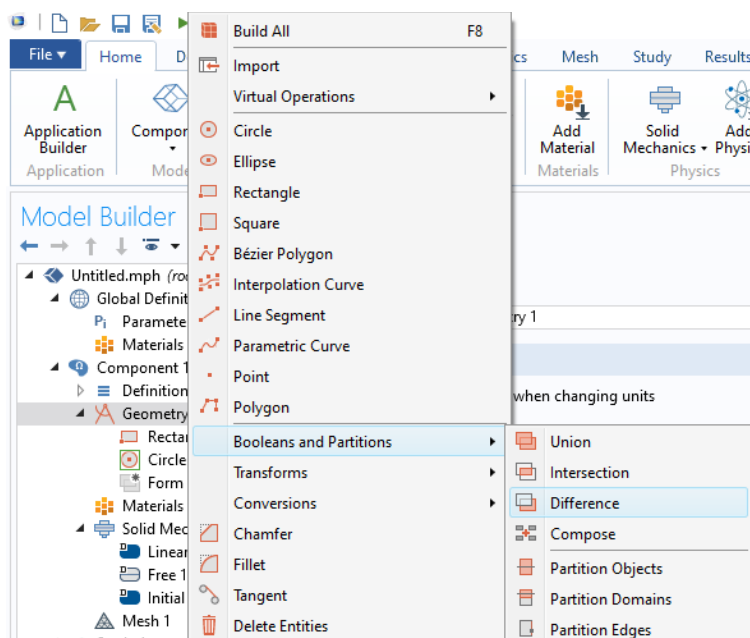 Build All F8
File Home D cs Mesh Study Results
Import
Virtual Operations
A
Application Builder
Compor
Add Material
Solid Mechanics
Add Physi
Application
Mode
Materials
Physics
Circle
Ellipse
Rectangle
Square
Bézier Polygon
Interpolation Curve
Line Segment
Parametric Curve
Point
Polygon
Booleans and Partitions
Transforms
Conversions
Chamfer
Fillet
Tangent
Delete Entities
Model Builder
Untitled.mph (roo
Global Definit
Pi Paramete
Materials
Component 1
Definition
Geometry
Rectar
Circle
Form
Materials
Solid Mec
Linear
Free 1
Initial
Mesh 1
ry 1
when changing units
Union
Intersection
Difference
Compose
Partition Objects
Partition Domains
Partition Edges